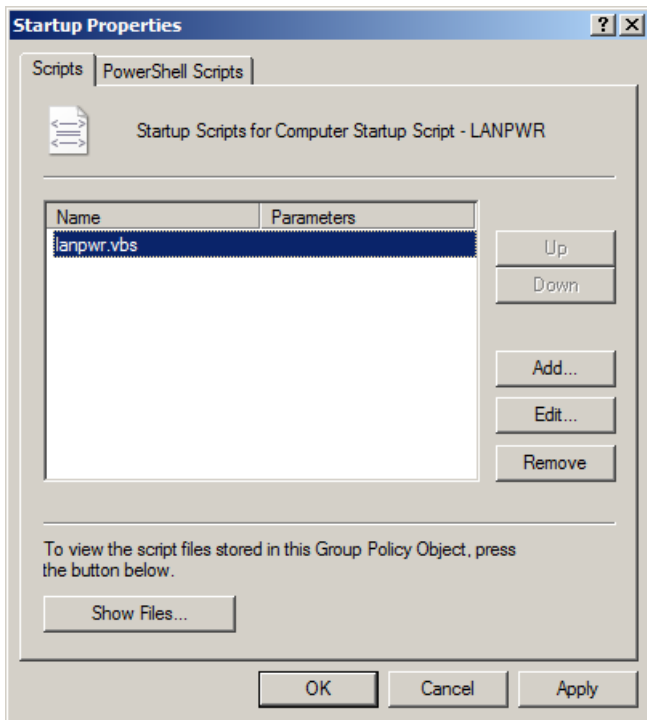 Startup Properties
Scripts
PowerShell Scripts
Startup Scripts for Computer Startup Script - LANPWR
Name Parameters
lanpwr.vbs
Up
Down
Add...
Edit...
Remove
To view the script files stored in this Group Policy Object, press
the button below.
Show Files...
OK Cancel Apply